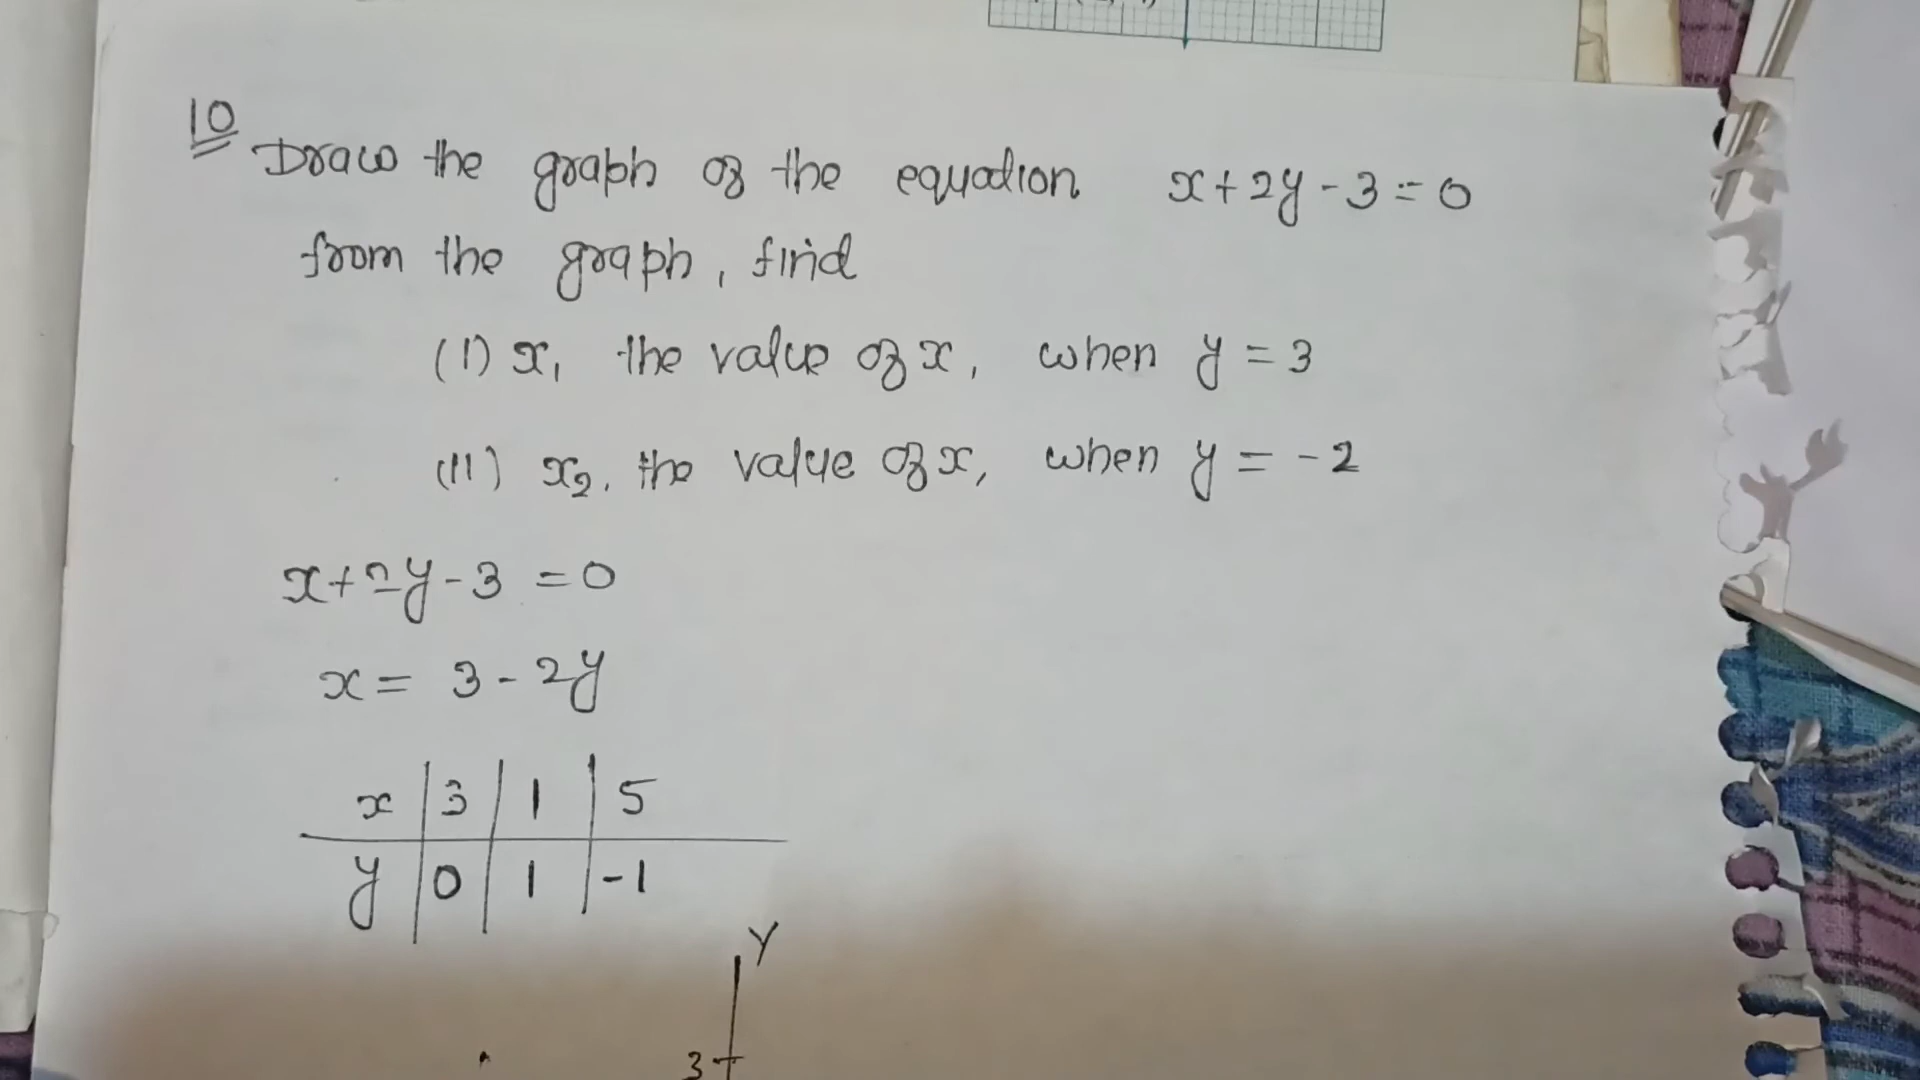 10
Draw the graph of the equation x+2y-3=0
from the graph, find
(I) x₁ the value of x, when y = 3
(II) x₂, the value of x, when y = -2
x+2y-3 = 0
x = 3 - 2y
x | 3 | 1 | 5
y | 0 | 1 | -1
Y
3